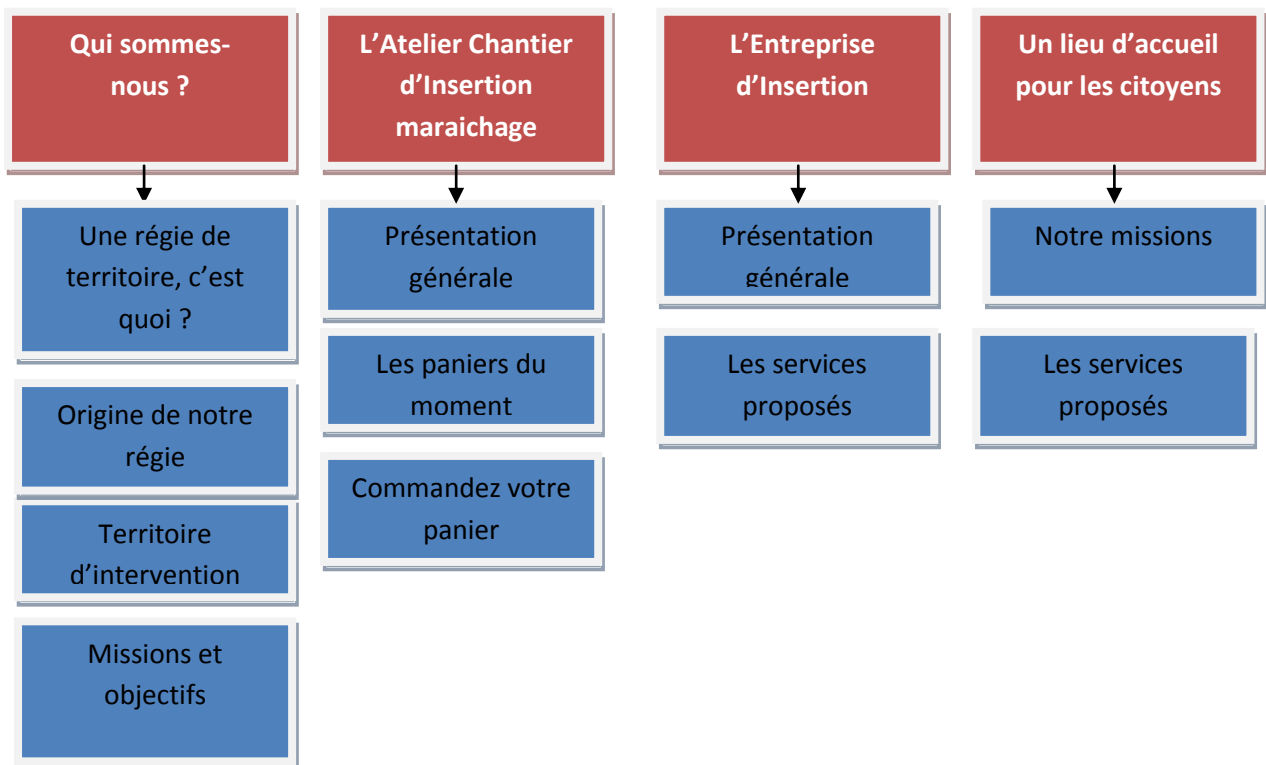 Qui sommes-
nous ?
L’Atelier Chantier
d’Insertion
maraichage
L’Entreprise
d’Insertion
Un lieu d’accueil
pour les citoyens
Une régie de
territoire, c’est
quoi ?
Origine de notre
régie
Territoire
d’intervention
Missions et
objectifs
Présentation
générale
Les paniers du
moment
Commandez votre
panier
Présentation
générale
Les services
proposés
Notre missions
Les services
proposés